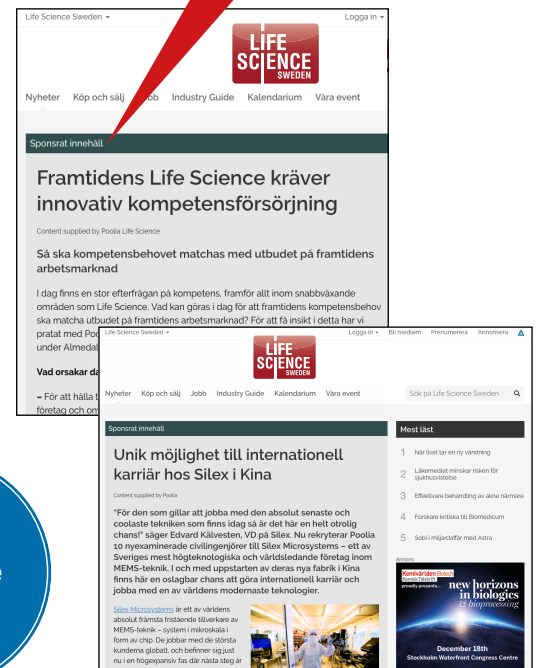 Life Science Sweden
Logga in
LIFE
SCIENCE
SWEDEN
Nyheter Köp och sälj Industry Guide Kalendarium Våra event
Sponsrat innehåll
Framtidens Life Science kräver
innovativ kompetensförsörjning
Content supplied by Poolia Life Science
Så ska kompetensbehovet matchas med utbudet på framtidens
arbetsmarknad
I dag finns en stor efterfrågan på kompetens, framför allt inom snabbväxande
områden som Life Science. Vad kan göras i dag för att framtidens kompetensbehov
ska matcha utbudet på framtidens arbetsmarknad? För att få insikt i detta har vi
pratat med
under
Vad orsakar
– För att hålla
företag och
Life Science Sweden
Logga in Bli medlem Prenumerera Annonsera
LIFE
SCIENCE
SWEDEN
Nyheter Köp och sälj Jobb Industry Guide Kalendarium Våra event
Sök på Life Science Sweden
Sponsrat innehåll
Unik möjlighet till internationell
karriär hos Silex i Kina
Content supplied by Poolia
"För den som gillar att jobba med den absolut senaste och
coolaste tekniken som finns idag så är det här en helt otrolig
chans!" säger Edvard Kälvesten, VD på Silex. Nu rekryterar Poolia
10 nyexaminerade civilingenjörer till Silex Microsystems – ett av
Sveriges mest högteknologiska och världsledande företag inom
MEMS-teknik. I och med uppstarten av deras nya fabrik i Kina
finns här en oslagbar chans att göra internationell karriär och
jobba med en av världens modernaste teknologier.
Silex Microsystems är ett av världens
absolut främsta fristående tillverkare av
MEMS-teknik – system i mikroskala i
form av chip. De jobbar med de största
kunderna globalt, och befinner sig just
nu i en högexpansiv fas där nästa steg är
Mest läst
1 När livet tar en ny vändning
2 Läkemedlet minskar risken för
sjukhusvistelse
3 Effektivare behandling av akne närmare
4 Forskare kritiska till Biomedicum
5 Sobi i miljardaffär med Astra
Annons
Kemivärlden Biotech
Kemisk Tidskrift
proudly presents...
new horizons
in biologics
& bioprocessing
December 18th
Stockholm Waterfront Congress Centre